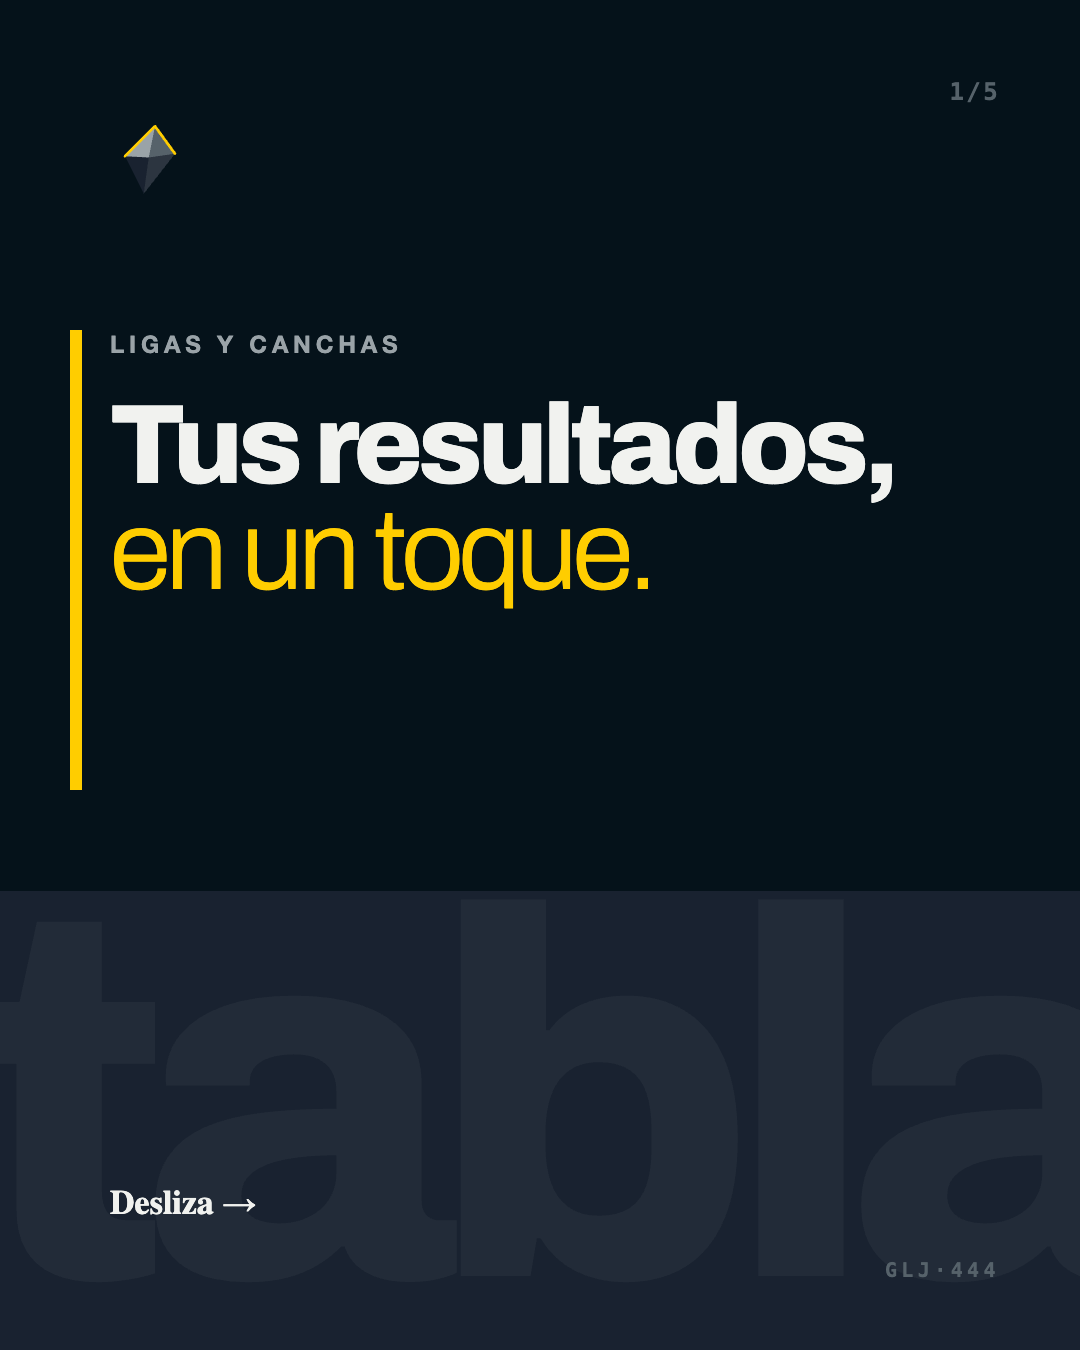 1/5
LIGAS Y CANCHAS
Tus resultados,
en un toque.
tabla
Desliza →
GLJ·444